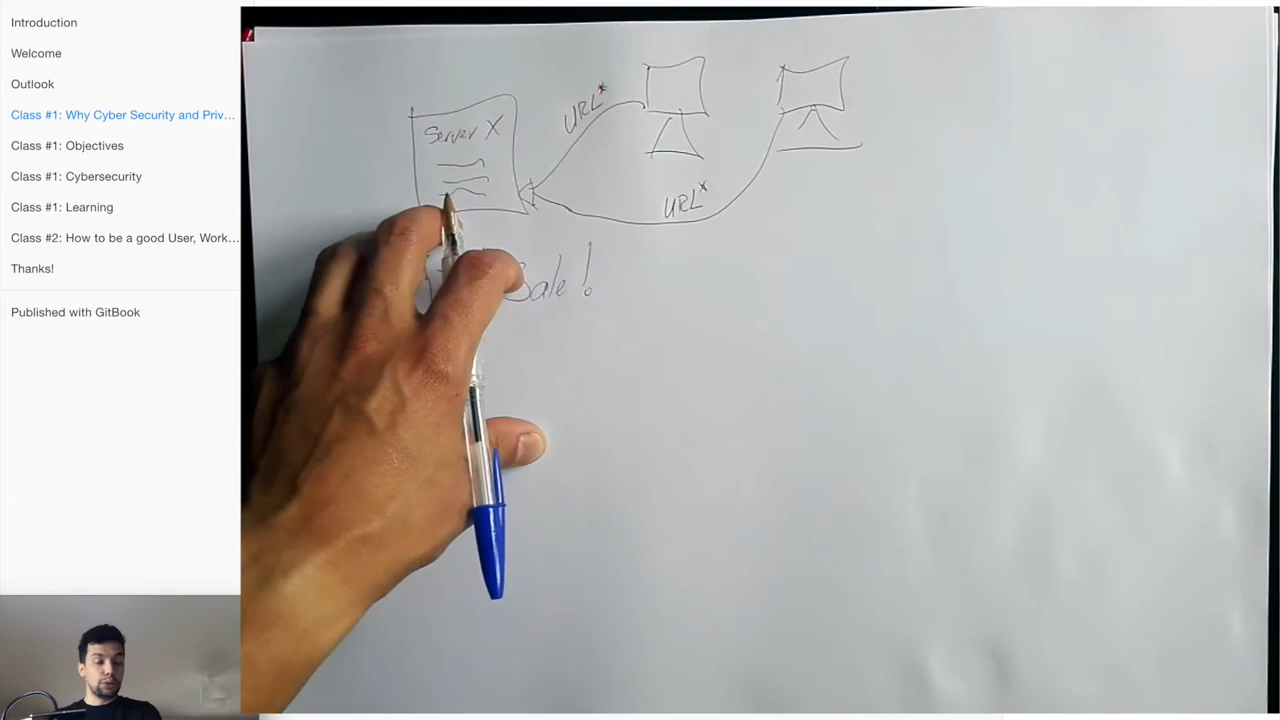 Introduction
Welcome
Outlook
Class #1: Why Cyber Security and Priv...
Class #1: Objectives
Class #1: Cybersecurity
Class #1: Learning
Class #2: How to be a good User, Work...
Thanks!
Published with GitBook
Server X
URL*
URL*
Sale!